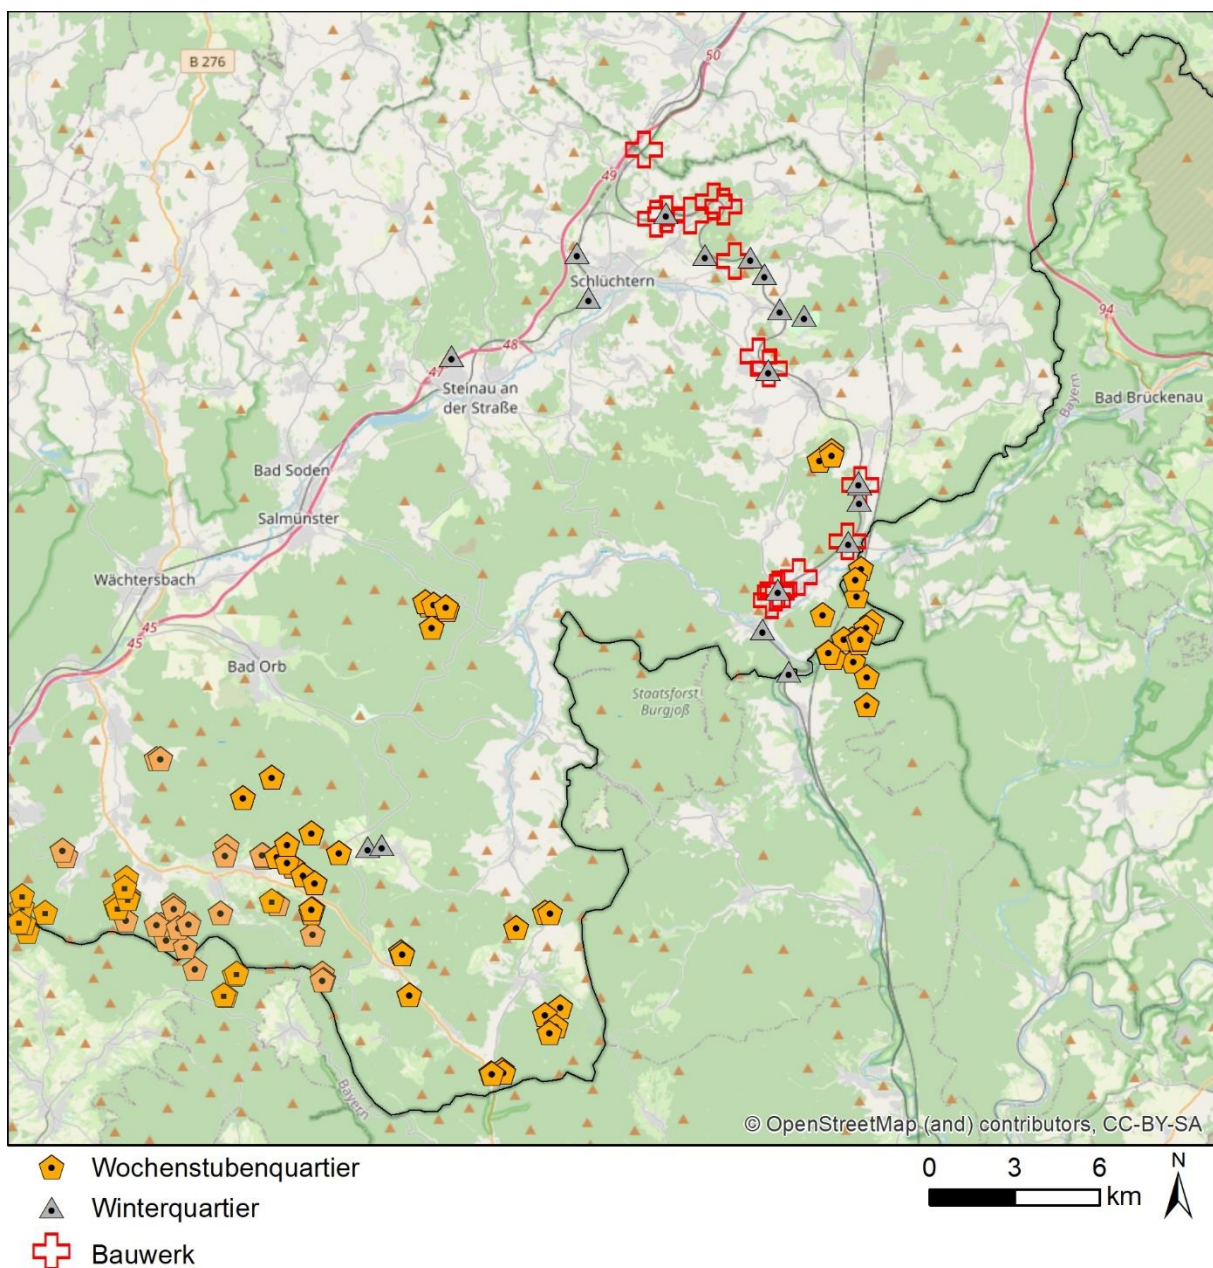 50
B 276
49
Schlüchtern
94
48
47
Steinau an
der Straße
Bayern
Bad Brückenau
Bad Soden
Salmünster
Wächtersbach
45
45
Bad Orb
Staatsforst
Burgjoß
Bayern
© OpenStreetMap (and) contributors, CC-BY-SA
Wochenstubenquartier
0 3 6
N
km
Winterquartier
Bauwerk